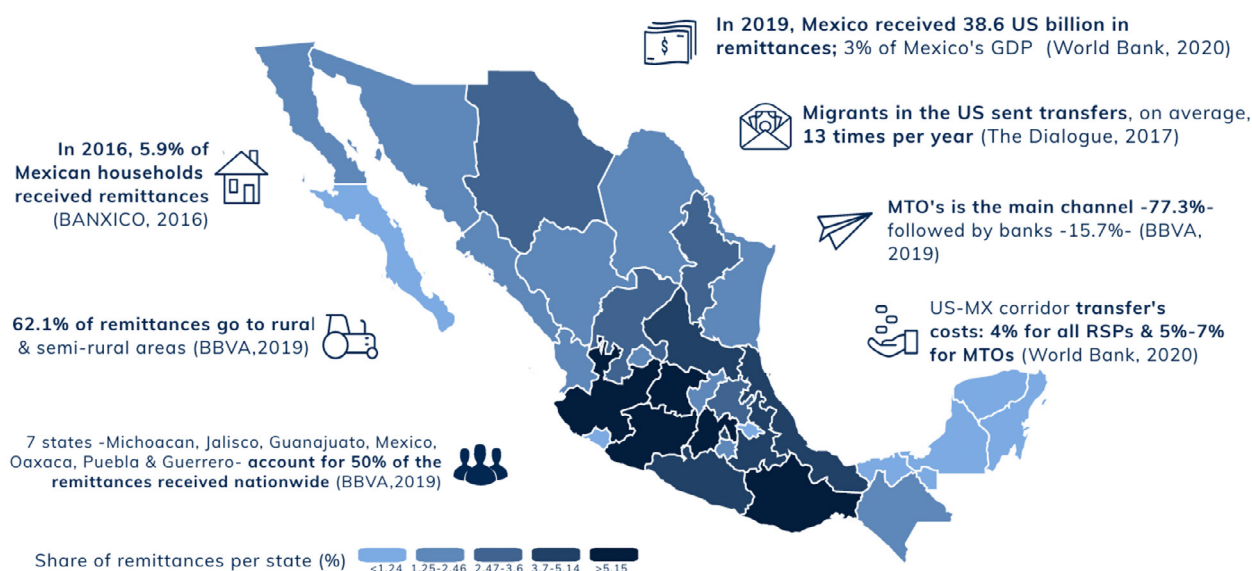 In 2019, Mexico received 38.6 US billion in
remittances; 3% of Mexico's GDP (World Bank, 2020)
Migrants in the US sent transfers, on average,
13 times per year (The Dialogue, 2017)
In 2016, 5.9% of
Mexican households
received remittances
(BANXICO, 2016)
MTO's is the main channel -77.3%-
followed by banks -15.7%- (BBVA,
2019)
62.1% of remittances go to rural
& semi-rural areas (BBVA,2019)
US-MX corridor transfer's
costs: 4% for all RSPs & 5%-7%
for MTOs (World Bank, 2020)
7 states -Michoacan, Jalisco, Guanajuato, Mexico,
Oaxaca, Puebla & Guerrero- account for 50% of the
remittances received nationwide (BBVA,2019)
Share of remittances per state (%)
<1.24 1.25-2.46 2.47-3.6 3.7-5.14 >5.15